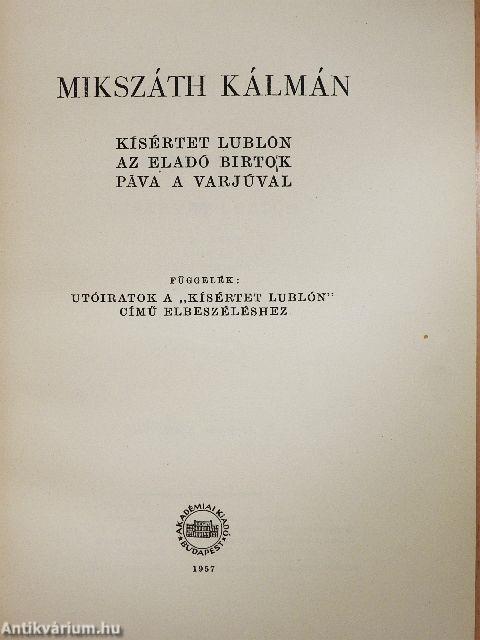 MIKSZÁTH KÁLMÁN
KÍSÉRTET LUBLÓN
AZ ELADÓ BIRTOK
PÁVA A VARJÚVAL
FÜGGELÉK:
UTÓIRATOK A „KÍSÉRTET LUBLÓN"
CÍMŰ ELBESZÉLÉSHEZ
AKADÉMIAI KIADÓ
BUDAPEST
1957
Antikvárium.hu